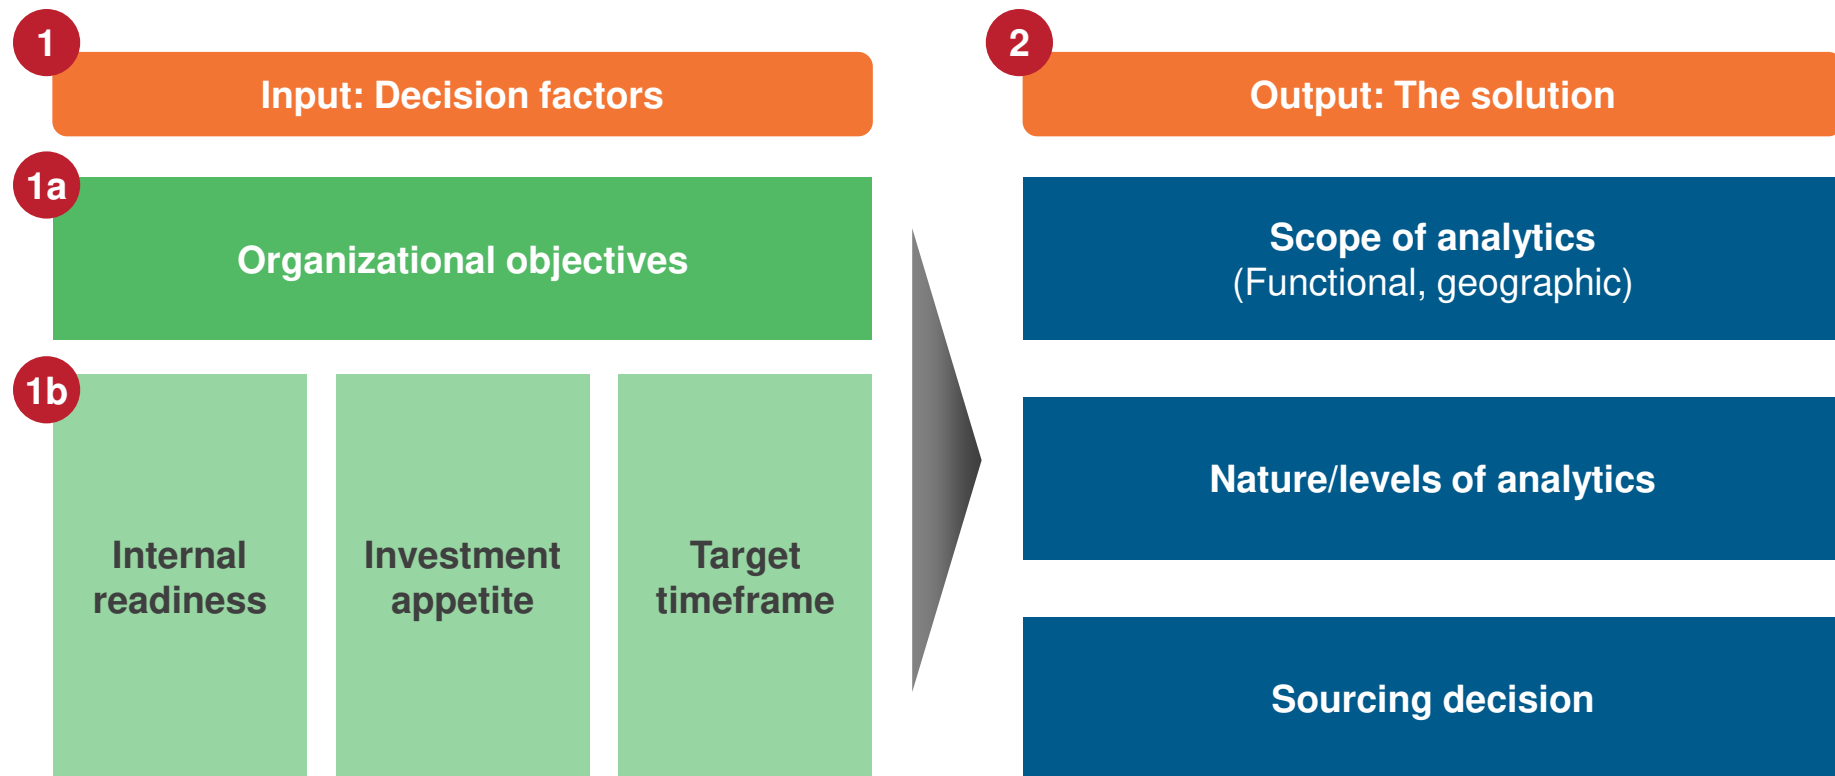 1
Input: Decision factors
1a
Organizational objectives
1b
Internal
readiness
Investment
appetite
Target
timeframe
2
Output: The solution
Scope of analytics
(Functional, geographic)
Nature/levels of analytics
Sourcing decision